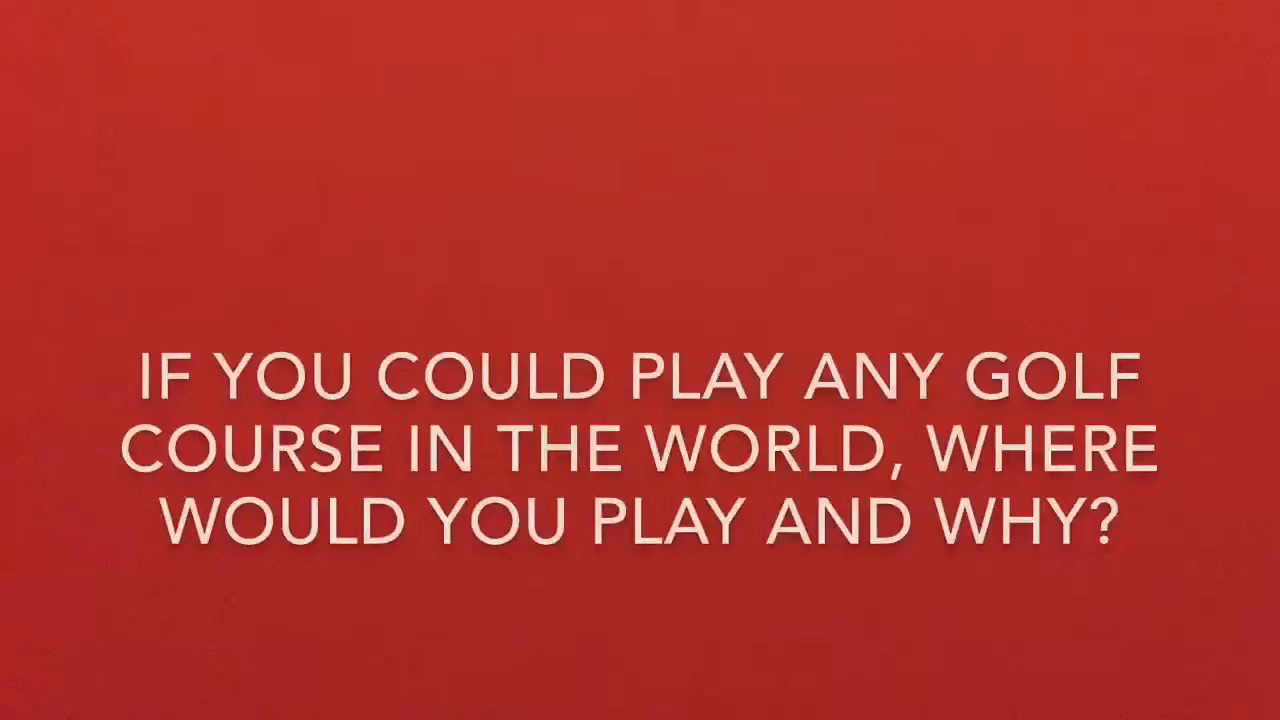 IF YOU COULD PLAY ANY GOLF
COURSE IN THE WORLD, WHERE
WOULD YOU PLAY AND WHY?